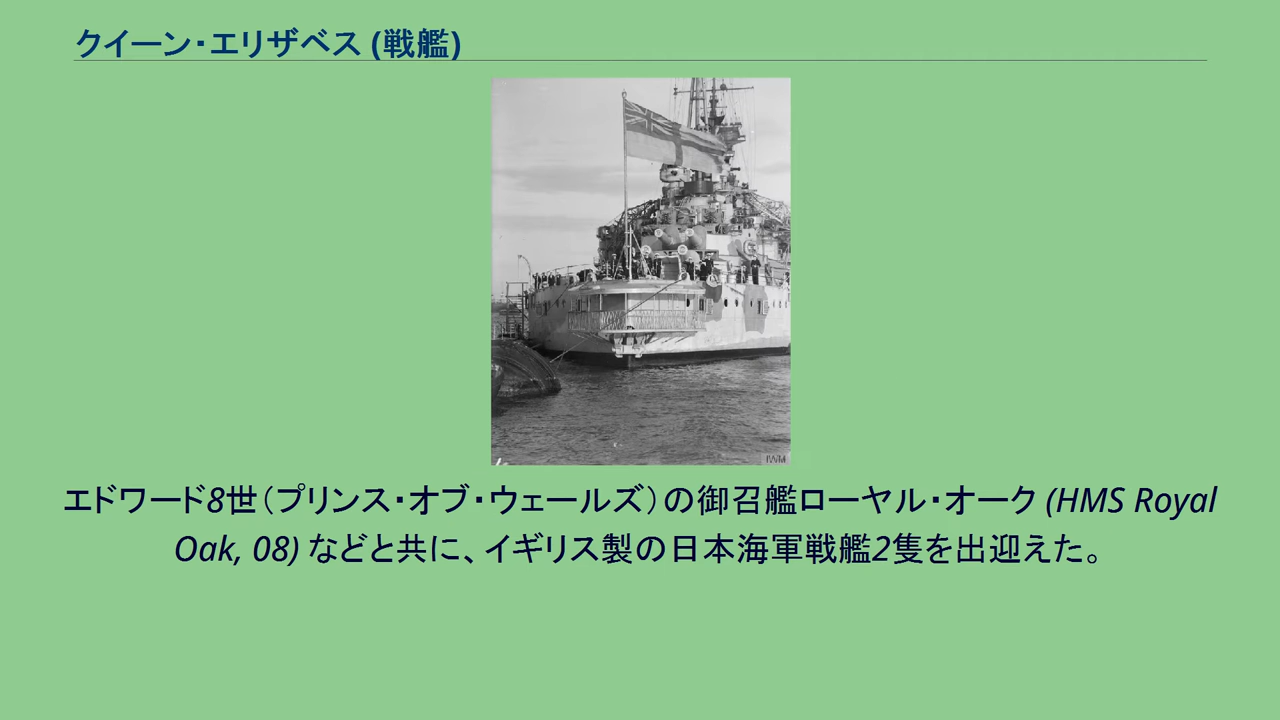 クイーン・エリザベス (戦艦)
IWM
エドワード8世（プリンス・オブ・ウェールズ）の御召艦ローヤル・オーク (HMS Royal
Oak, 08) などと共に、イギリス製の日本海軍戦艦2隻を出迎えた。